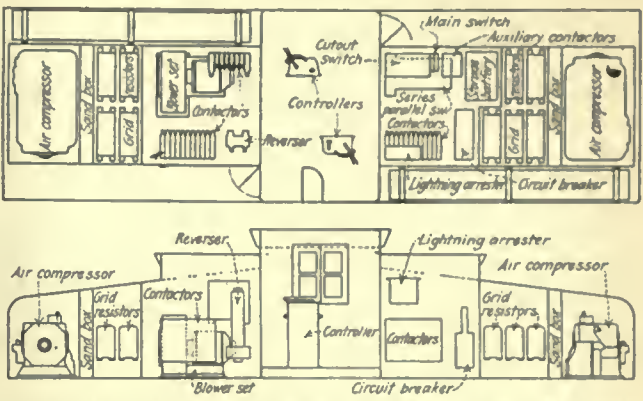 Main switch
Auxiliary contactors
Cutout
switch
Air compressor
Sand box
resistors
Grid
Blower set
Contactors
Controllers
Reverser
Series
parallel sw.
Contactors
Storage
battery
resistors
Grid
Sand box
Air compressor
Lightning arrester
Circuit breaker
Reverser
Lightning arrester
Air compressor
Air compressor
Grid
resistors
Contactors
Grid
resistors
Sand box
Controller
Contactors
Sand box
Blower set
Circuit breaker